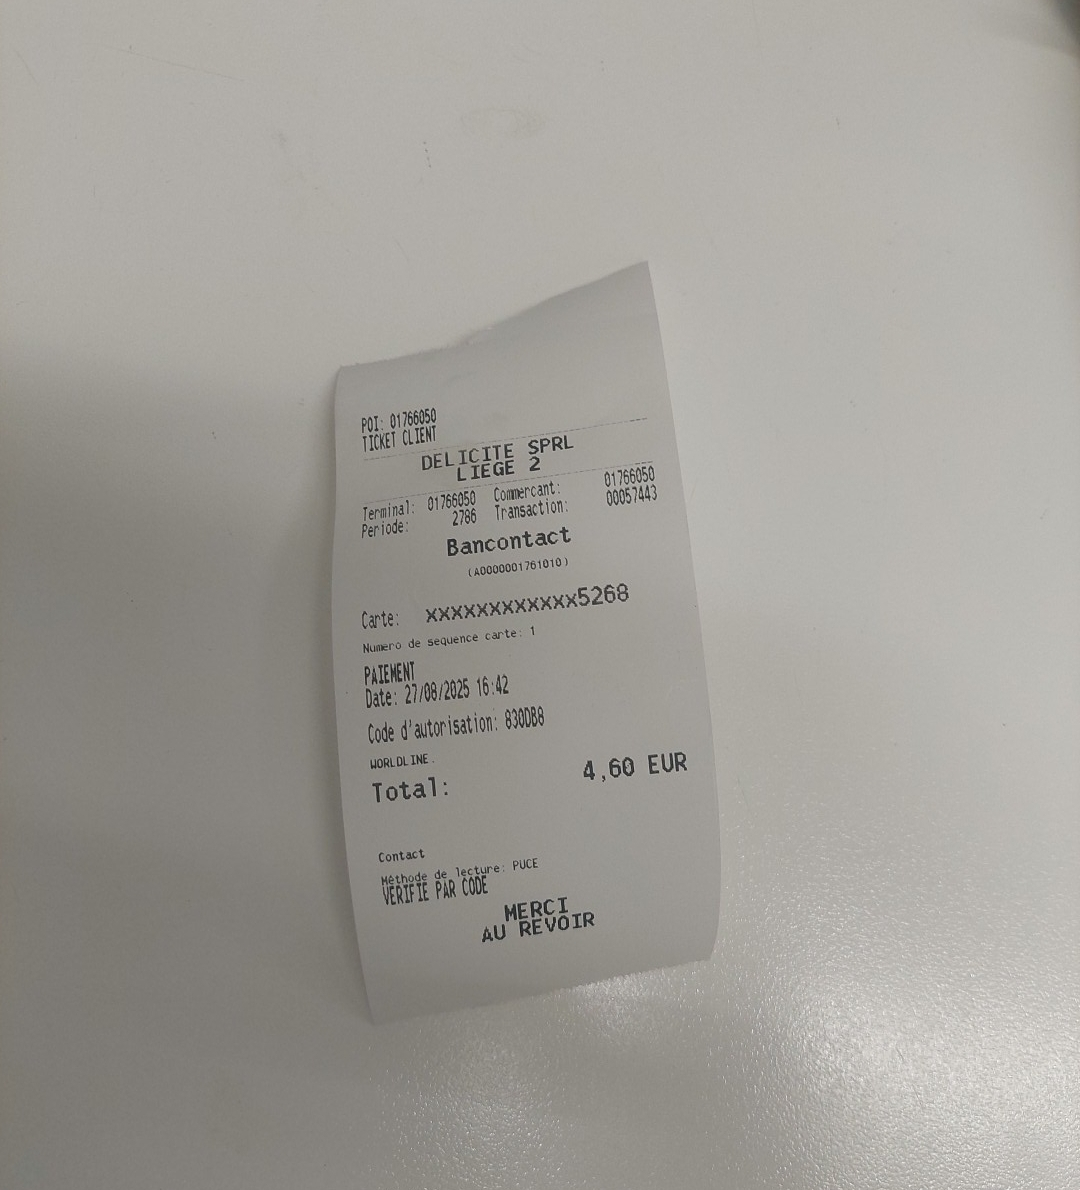 POI: 01766050
TICKET CLIENT
DELICITE SPRL
LIEGE 2
Terminal: 01766050 Commercant: 01766050
Periode: 2786 Transaction: 00057443
Bancontact
(A0000001761010)
Carte: XXXXXXXXXXXX5268
Numero de sequence carte: 1
PAIEMENT
Date: 27/08/2025 16:42
Code d'autorisation: 830DB8
WORLDLINE.
Total: 4,60 EUR
Contact
Méthode de lecture: PUCE
VERIFIE PAR CODE
MERCI
AU REVOIR